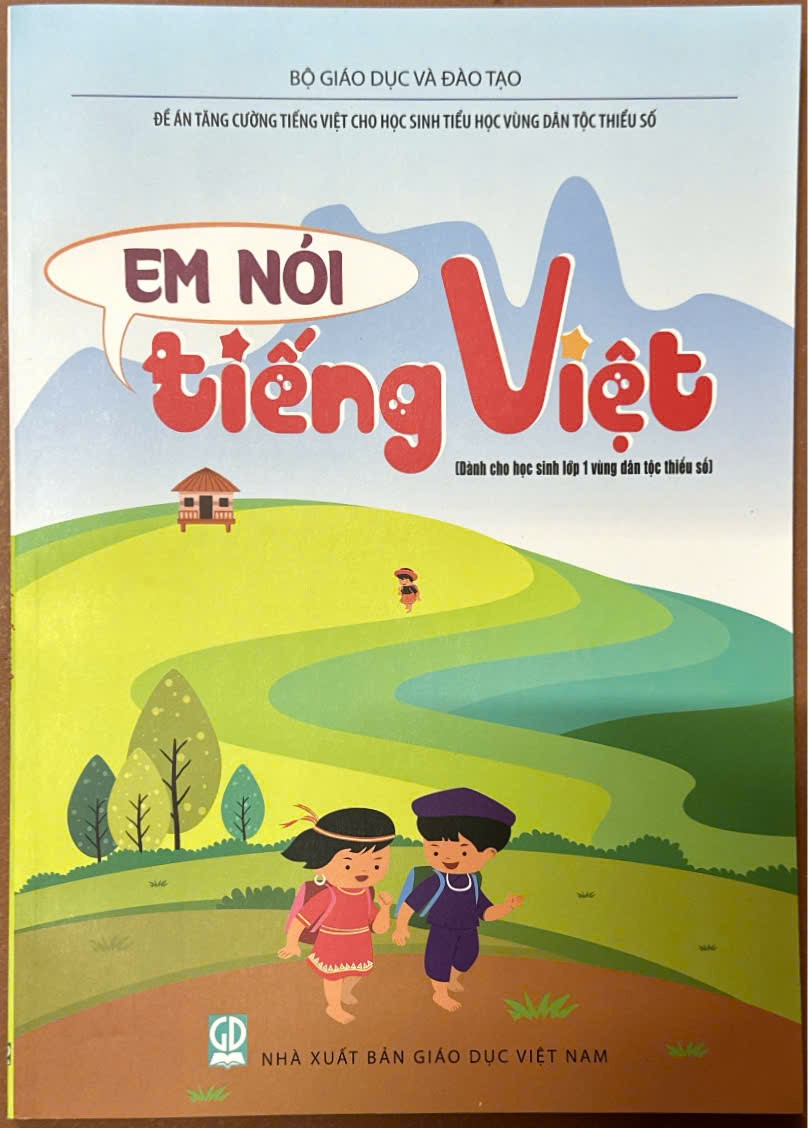 BỘ GIÁO DỤC VÀ ĐÀO TẠO
ĐỀ ÁN TĂNG CƯỜNG TIẾNG VIỆT CHO HỌC SINH TIỂU HỌC VÙNG DÂN TỘC THIỂU SỐ
EM NÓI
tiếng Việt
(Dành cho học sinh lớp 1 vùng dân tộc thiểu số)
GD
NHÀ XUẤT BẢN GIÁO DỤC VIỆT NAM